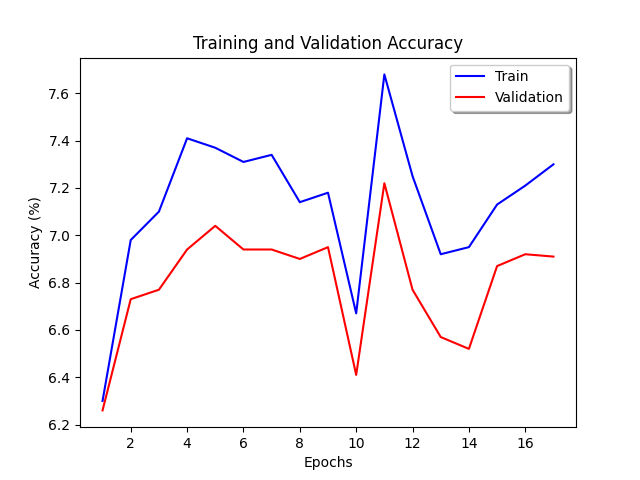 Training and Validation Accuracy
Train
Validation
Accuracy (%)
7.6
7.4
7.2
7.0
6.8
6.6
6.4
6.2
2 4 6 8 10 12 14 16
Epochs